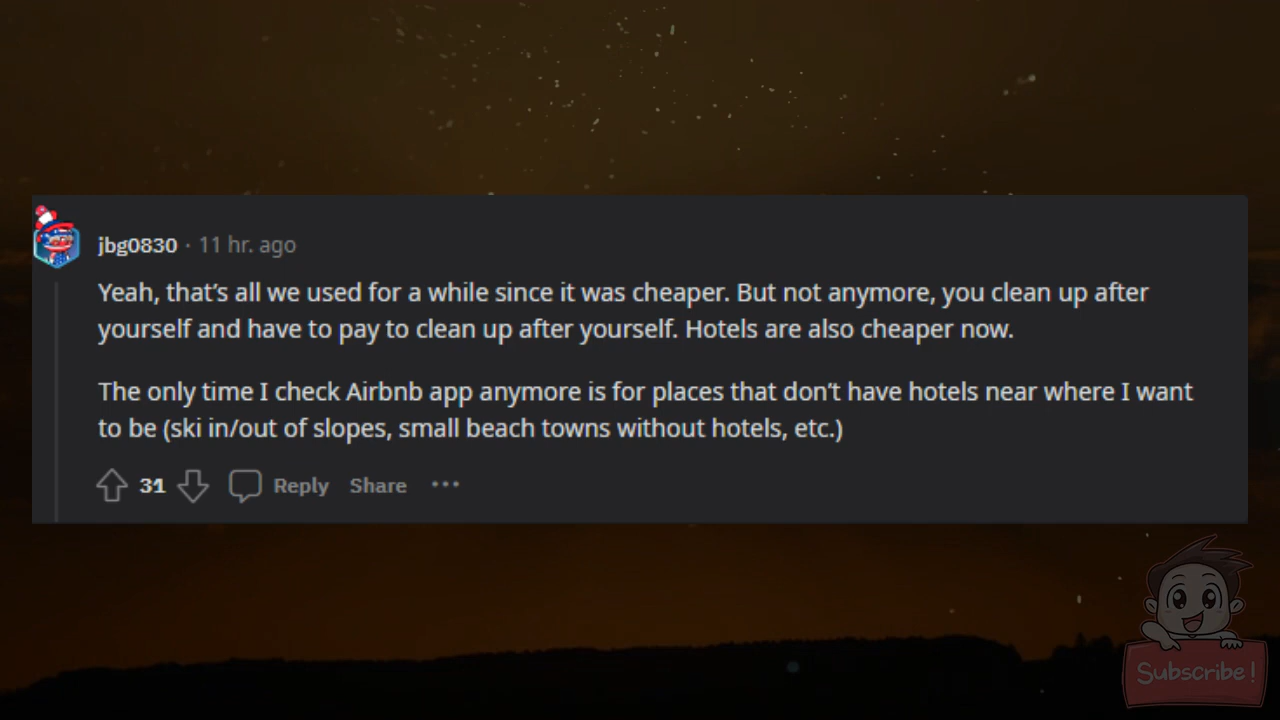 jbg0830 · 11 hr. ago
Yeah, that’s all we used for a while since it was cheaper. But not anymore, you clean up after
yourself and have to pay to clean up after yourself. Hotels are also cheaper now.
The only time I check Airbnb app anymore is for places that don’t have hotels near where I want
to be (ski in/out of slopes, small beach towns without hotels, etc.)
31 Reply Share ···
Subscribe!